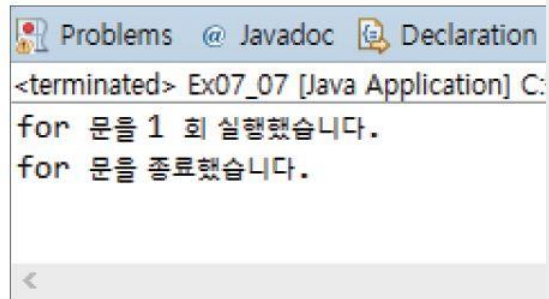 Problems @ Javadoc Declaration
<terminated> Ex07_07 [Java Application] C:
for 문을 1 회 실행했습니다.
for 문을 종료했습니다.